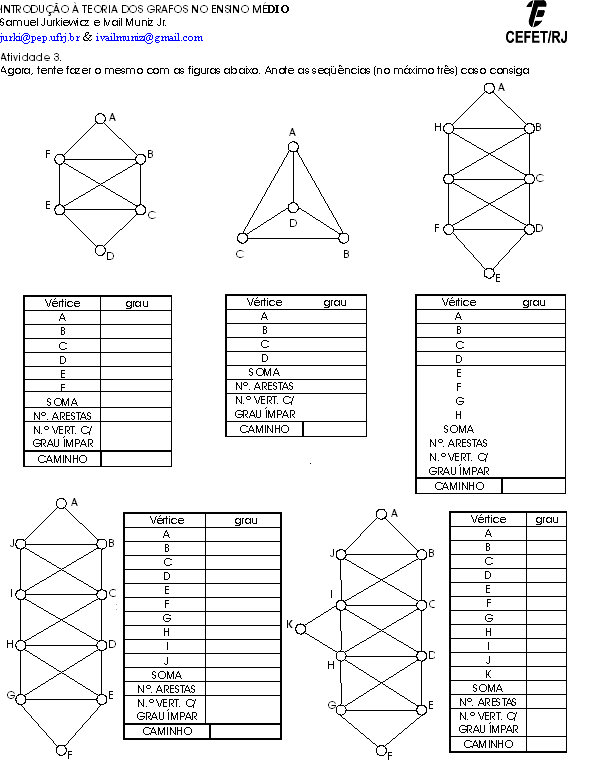 INTRODUÇÃO À TEORIA DOS GRAFOS NO ENSINO MÉDIO
Samuel Jurkiewicz e Ivail Muniz Jr.
jurki@pep.ufrj.br & ivailmuniz@gmail.com
CEFET/RJ
Atividade 3.
Agora, tente fazer o mesmo com as figuras abaixo. Anote as seqüências (no máximo três) caso consiga
A
F
B
E
C
D
A
D
C
B
A
H
B
C
F
D
E
Vértice grau
A
B
C
D
E
F
SOMA
Nº. ARESTAS
N.º VERT. C/
GRAU ÍMPAR
CAMINHO
Vértice grau
A
B
C
D
SOMA
Nº. ARESTAS
N.º VERT. C/
GRAU ÍMPAR
CAMINHO
Vértice grau
A
B
C
D
E
F
G
H
SOMA
Nº. ARESTAS
N.º VERT. C/
GRAU ÍMPAR
CAMINHO
A
J
B
I
C
H
D
G
E
F
Vértice grau
A
B
C
D
E
F
G
H
I
J
SOMA
Nº. ARESTAS
N.º VERT. C/
GRAU ÍMPAR
CAMINHO
A
J
B
I
C
K
H
D
G
E
F
Vértice grau
A
B
C
D
E
F
G
H
I
J
K
SOMA
Nº. ARESTAS
N.º VERT. C/
GRAU ÍMPAR
CAMINHO